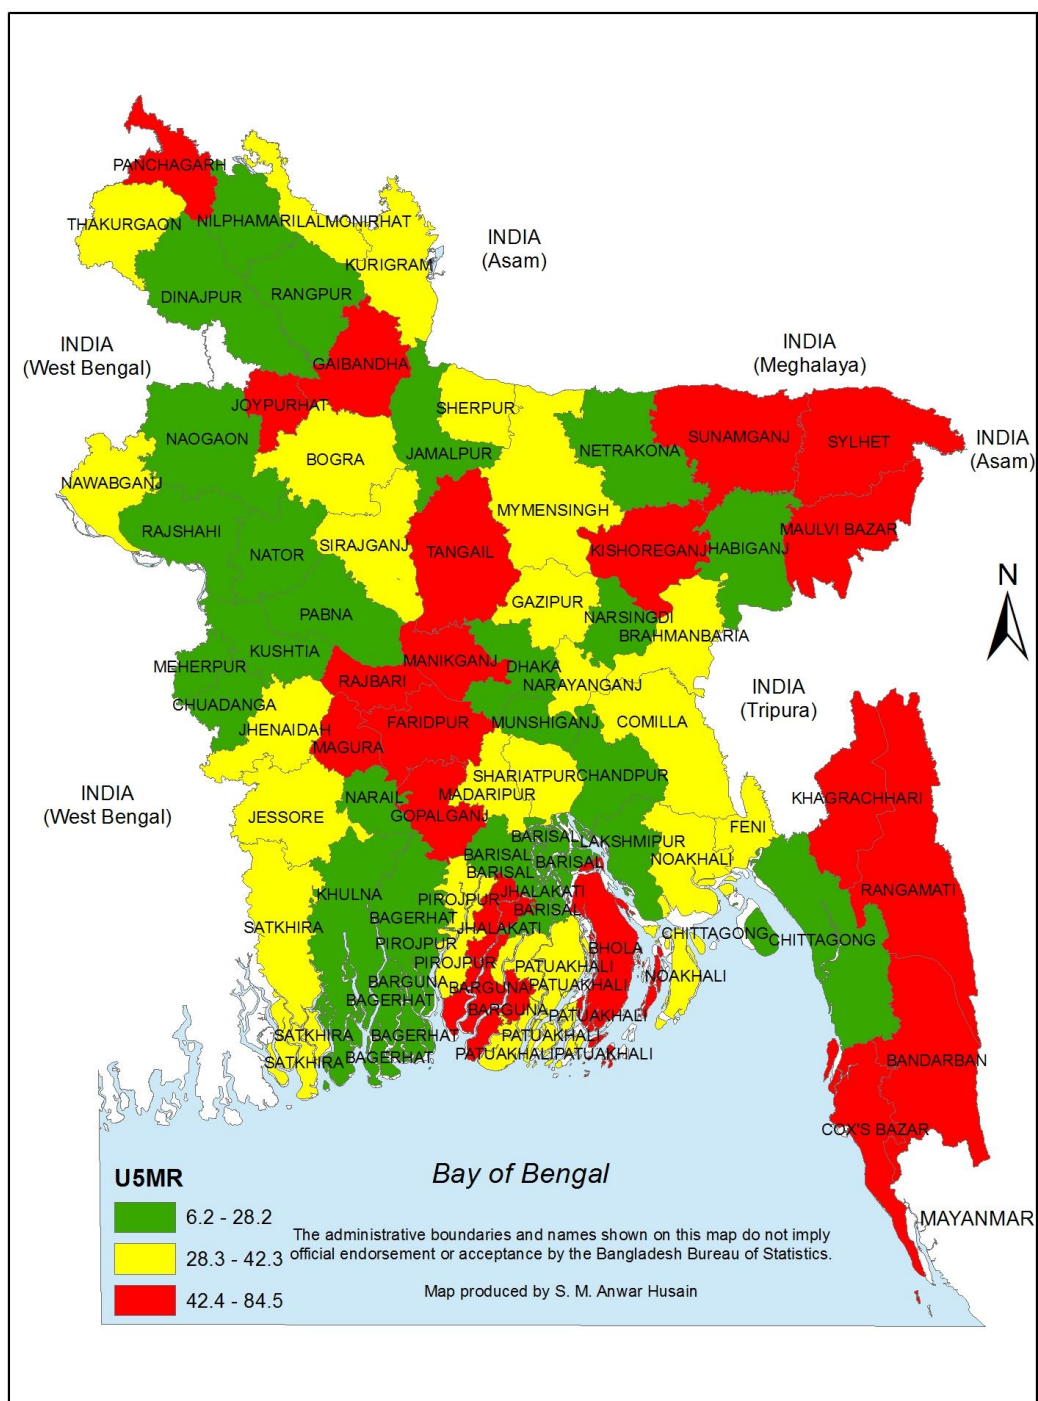 PANCHAGARH
THAKURGAON
NILPHAMARI
LALMONIRHAT
INDIA
(Asam)
KURIGRAM
DINAJPUR
RANGPUR
INDIA
(West Bengal)
GAIBANDHA
INDIA
(Meghalaya)
JOYPURHAT
SHERPUR
NAOGAON
JAMALPUR
NETRAKONA
SUNAMGANJ
SYLHET
INDIA
(Asam)
BOGRA
NAWABGANJ
MYMENSINGH
RAJSHAHI
MAULVI BAZAR
SIRAJGANJ
TANGAIL
KISHOREGANJ
HABIGANJ
NATOR
N
GAZIPUR
PABNA
NARSINGDI
BRAHMANBARIA
KUSHTIA
MEHERPUR
MANIKGANJ
DHAKA
RAJBARI
NARAYANGANJ
INDIA
(Tripura)
CHUADANGA
JHENAIDAH
FARIDPUR
MUNSHIGANJ
COMILLA
MAGURA
SHARIATPUR
CHANDPUR
INDIA
(West Bengal)
NARAIL
MADARIPUR
KHAGRACHHARI
JESSORE
GOPALGANJ
FENI
BARISAL
LAKSHMIPUR
BARISAL
BARISAL
NOAKHALI
BARISAL
KHULNA
JHALAKATI
RANGAMATI
PIROJPUR
BARISAL
BAGERHAT
SATKHIRA
JHALAKATI
CHITTAGONG
CHITTAGONG
PIROJPUR
BHOLA
PIROJPUR
PATUAKHALI
NOAKHALI
BARGUNA
BARGUNA
PATUAKHALI
BAGERHAT
BARGUNA
PATUAKHALI
SATKHIRA
BAGERHAT
PATUAKHALI
SATKHIRA
BAGERHAT
PATUAKHALI
PATUAKHALI
BANDARBAN
COX'S BAZAR
Bay of Bengal
MAYANMAR
U5MR
6.2 - 28.2
28.3 - 42.3
42.4 - 84.5
The administrative boundaries and names shown on this map do not imply
official endorsement or acceptance by the Bangladesh Bureau of Statistics.
Map produced by S. M. Anwar Husain